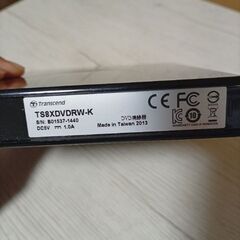 Transcend
TS8XDVDRW-K
S/N: B01537-1440
DC5V ⎓ 1.0A
DVD燒錄器
Made in Taiwan 2013
FC CE
10